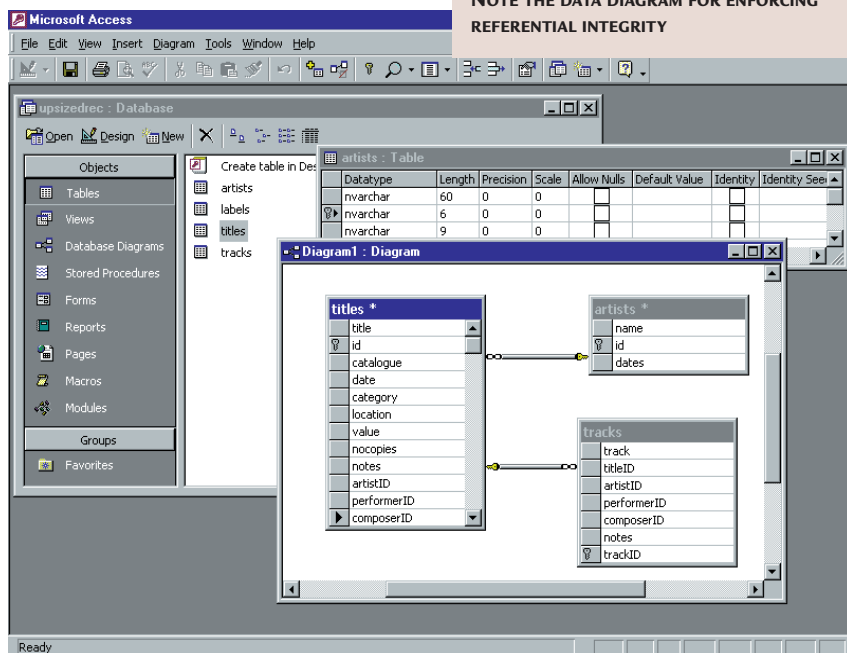 NOTE THE DATA DIAGRAM FOR ENFORCING
REFERENTIAL INTEGRITY
Microsoft Access
File Edit View Insert Diagram Tools Window Help
upsizedrec : Database
Open Design New
Objects
Tables
Views
Database Diagrams
Stored Procedures
Forms
Reports
Pages
Macros
Modules
Groups
Favorites
Create table in Des
artists
labels
titles
tracks
artists : Table
Datatype Length Precision Scale Allow Nulls Default Value Identity Identity See
nvarchar 60 0 0
nvarchar 6 0 0
nvarchar 9 0 0
Diagram1 : Diagram
titles *
title
id
catalogue
date
category
location
value
nocopies
notes
artistID
performerID
composerID
artists *
name
id
dates
tracks
track
titleID
artistID
performerID
composerID
notes
trackID
Ready